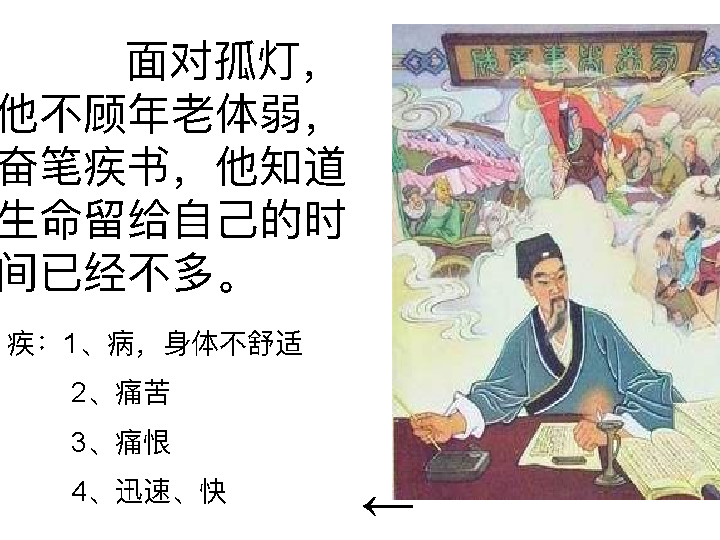 面对孤灯，
他不顾年老体弱，
奋笔疾书，他知道
生命留给自己的时
间已经不多。
疾：1、病，身体不舒适
2、痛苦
3、痛恨
4、迅速、快
←